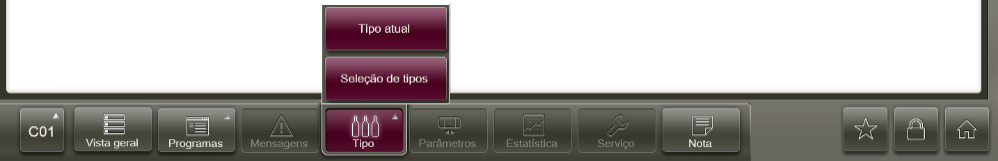 Tipo atual
Seleção de tipos
C01
Vista geral
Programas
Mensagens
Tipo
Parâmetros
Estatística
Serviço
Nota